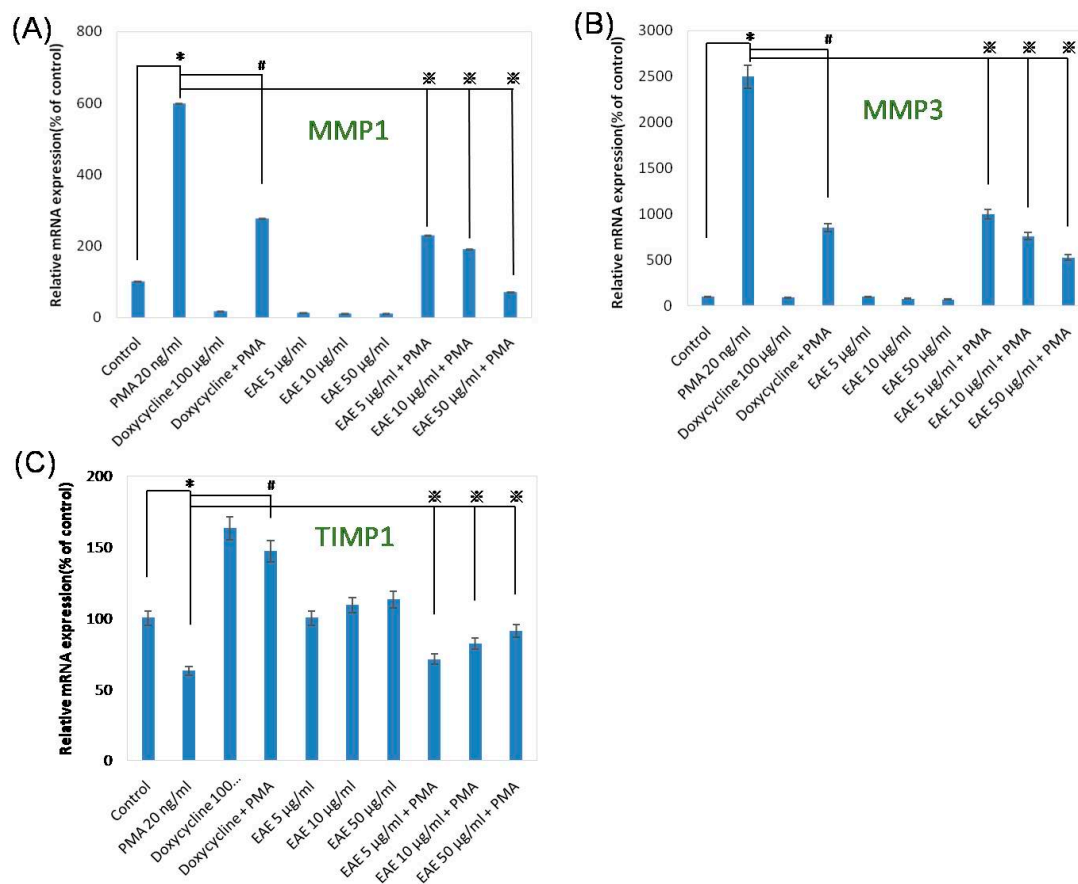 (A)
Relative mRNA expression(% of control)
800
600
400
200
0
*
#
※ ※ ※
MMP1
Control
PMA 20 ng/ml
Doxycycline 100 µg/ml
Doxycycline + PMA
EAE 5 µg/ml
EAE 10 µg/ml
EAE 50 µg/ml
EAE 5 µg/ml + PMA
EAE 10 µg/ml + PMA
EAE 50 µg/ml + PMA
(B)
Relative mRNA expression(% of control)
3000
2500
2000
1500
1000
500
0
*
#
※ ※ ※
MMP3
Control
PMA 20 ng/ml
Doxycycline 100 µg/ml
Doxycycline + PMA
EAE 5 µg/ml
EAE 10 µg/ml
EAE 50 µg/ml
EAE 5 µg/ml + PMA
EAE 10 µg/ml + PMA
EAE 50 µg/ml + PMA
(C)
Relative mRNA expression(% of control)
200
150
100
50
0
*
#
※ ※ ※
TIMP1
Control
PMA 20 ng/ml
Doxycycline 100...
Doxycycline + PMA
EAE 5 µg/ml
EAE 10 µg/ml
EAE 50 µg/ml
EAE 5 µg/ml + PMA
EAE 10 µg/ml + PMA
EAE 50 µg/ml + PMA